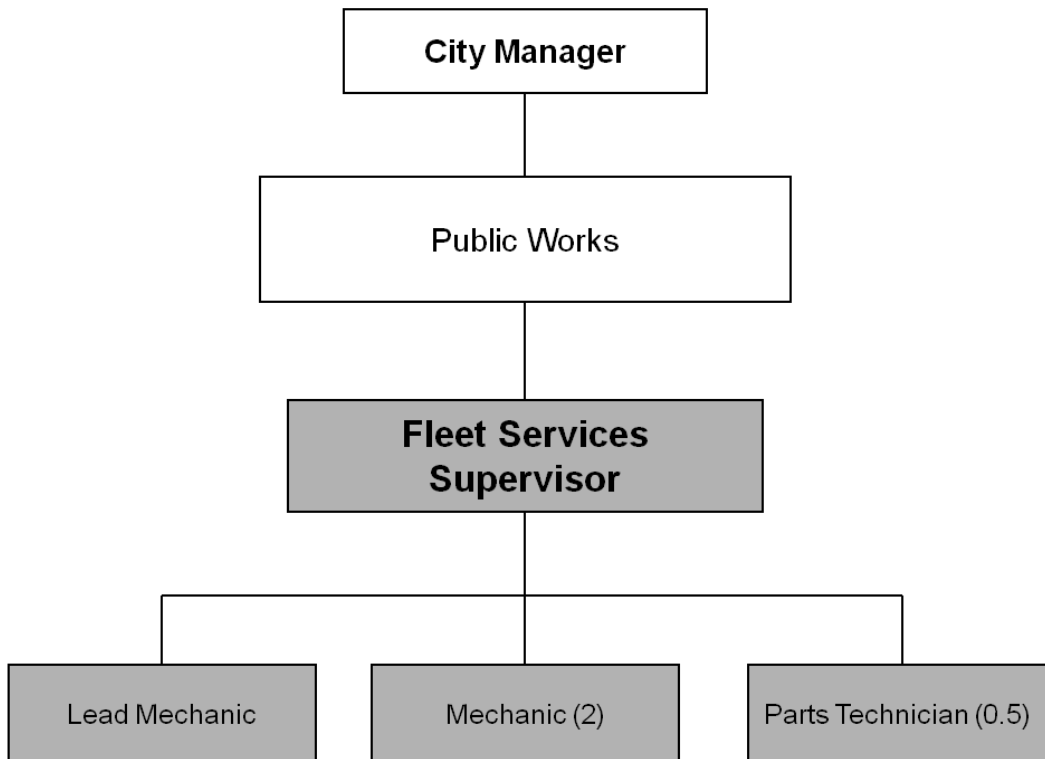 City Manager
Public Works
Fleet Services
Supervisor
Lead Mechanic
Mechanic (2)
Parts Technician (0.5)